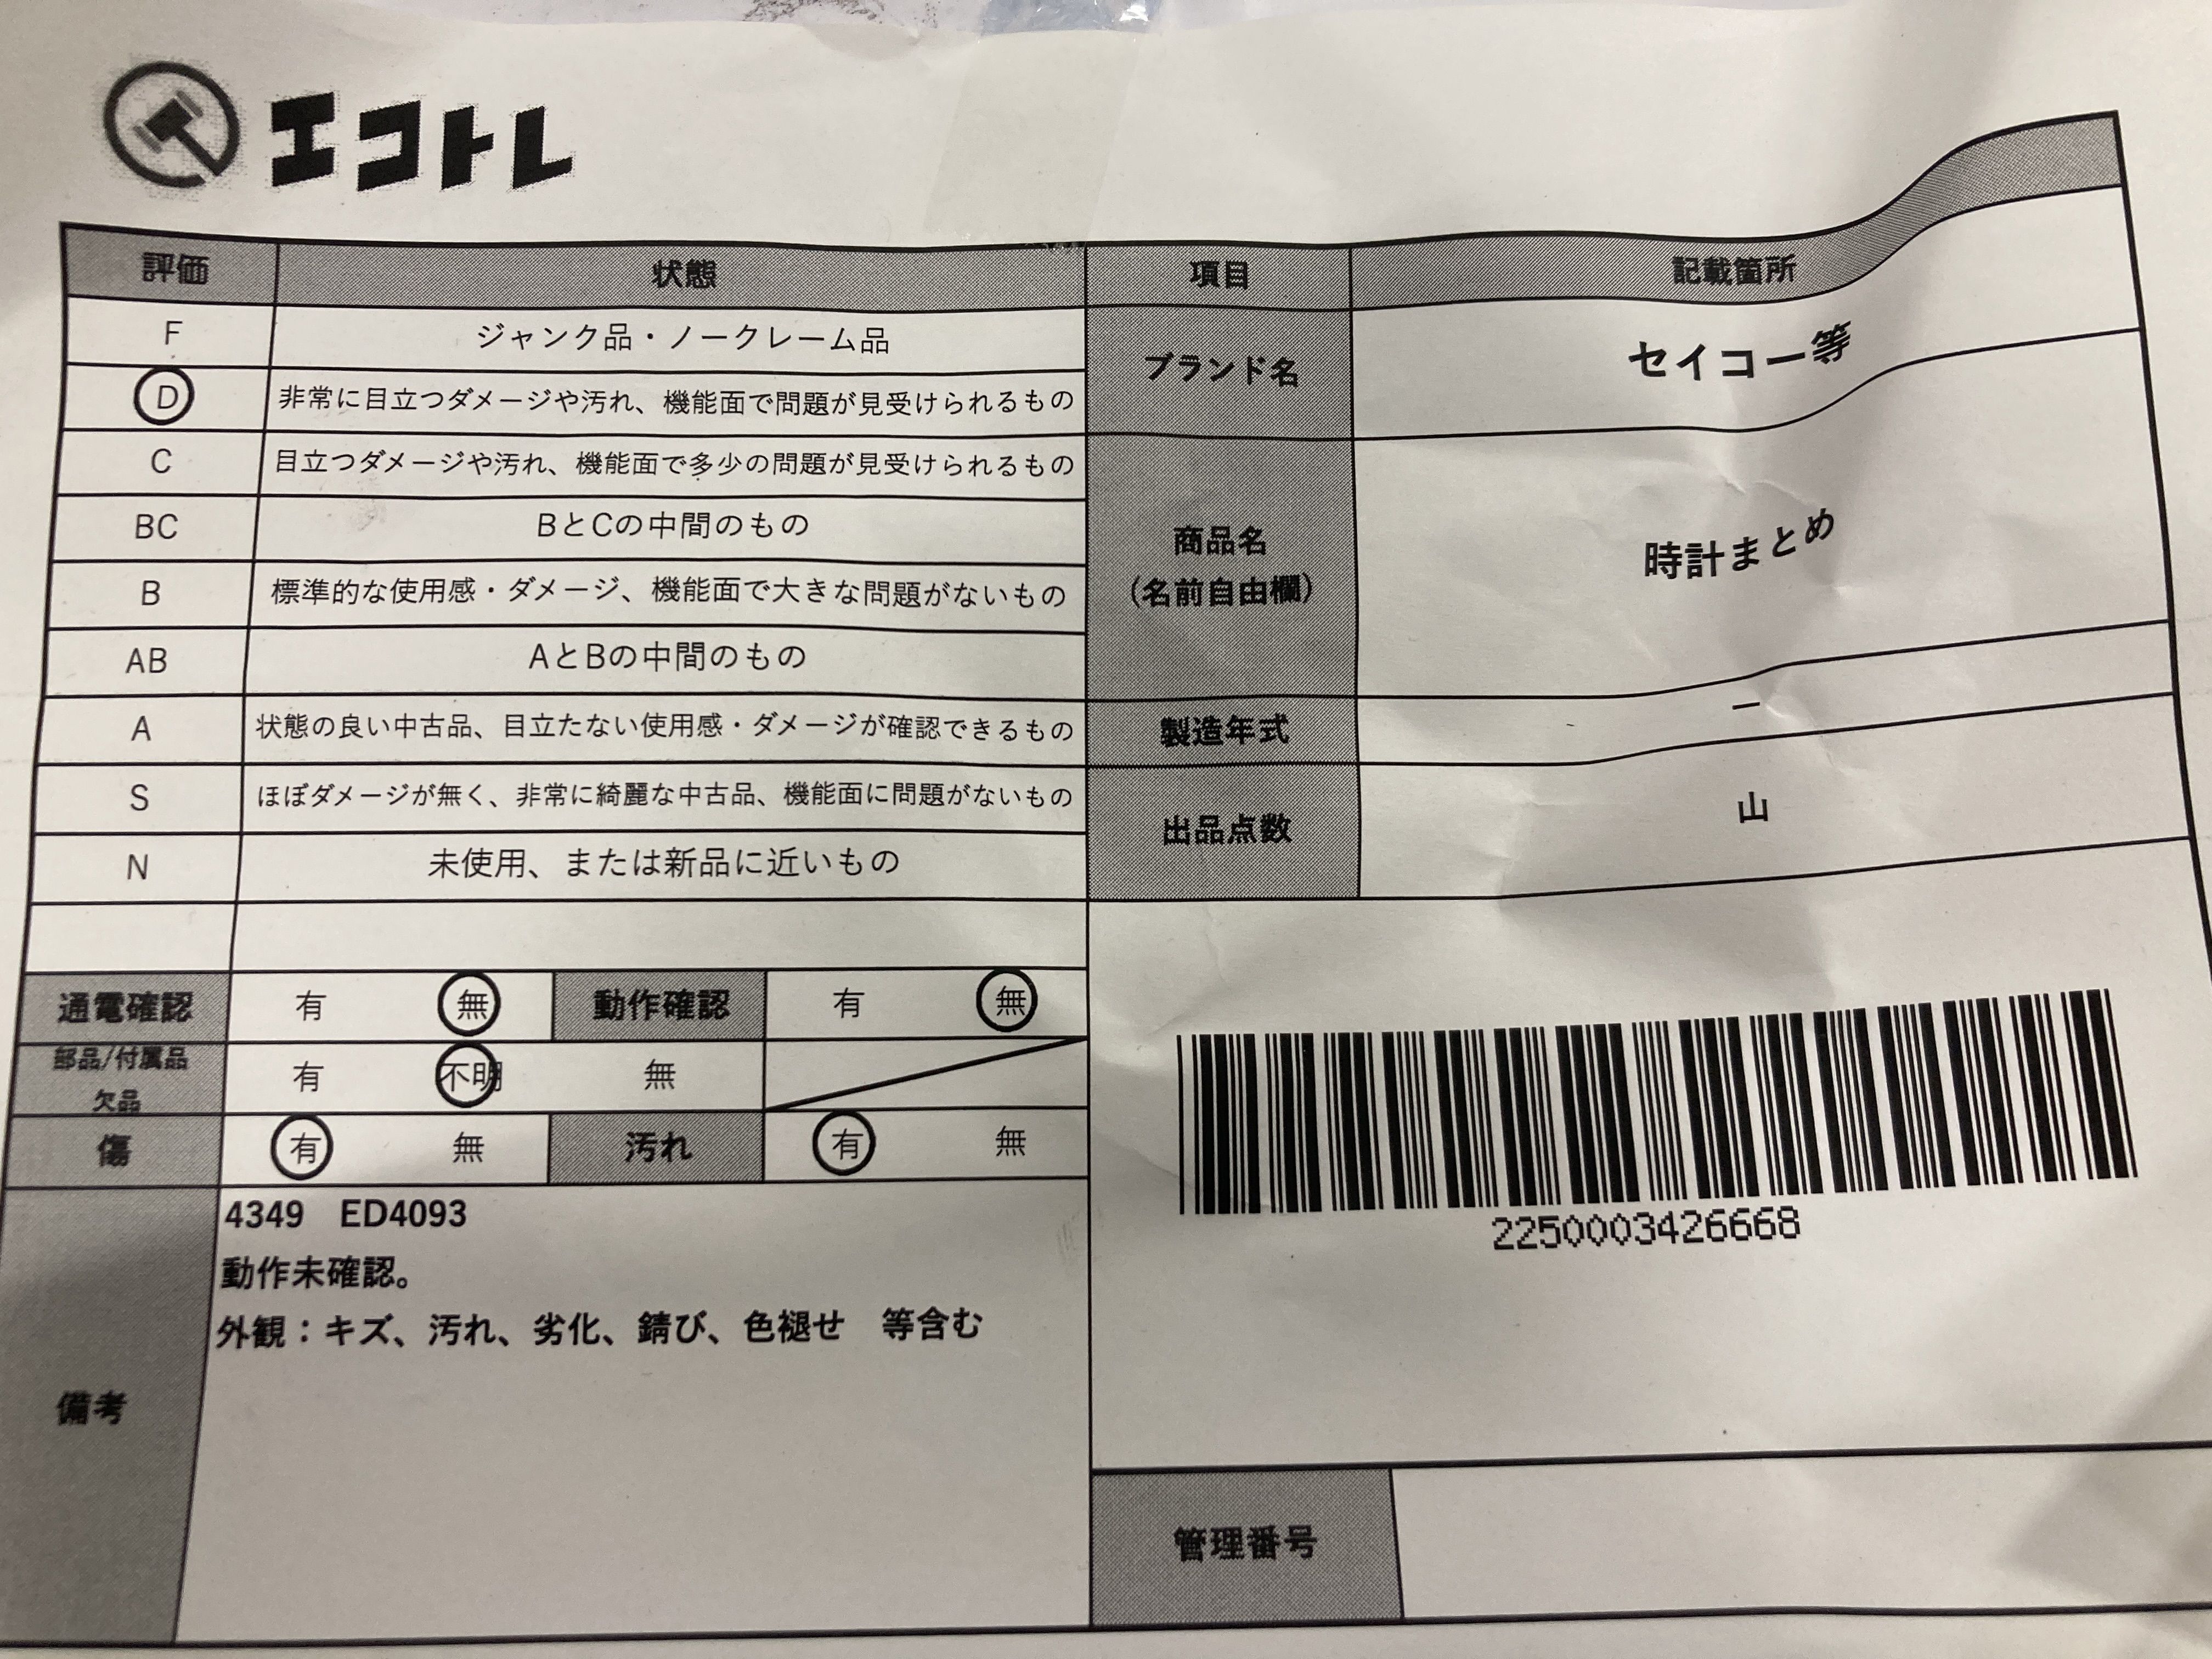 エコトレ
評価 状態 項目 記載箇所
F ジャンク品・ノークレーム品
ブランド名 セイコー等
D 非常に目立つダメージや汚れ、機能面で問題が見受けられるもの
C 目立つダメージや汚れ、機能面で多少の問題が見受けられるもの
BC BとCの中間のもの
商品名
(名前自由欄)
時計まとめ
B 標準的な使用感・ダメージ、機能面で大きな問題がないもの
AB AとBの中間のもの
A 状態の良い中古品、目立たない使用感・ダメージが確認できるもの
製造年式 ー
S ほぼダメージが無く、非常に綺麗な中古品、機能面に問題がないもの
出品点数 山
N 未使用、または新品に近いもの
通電確認 有 無 動作確認 有 無
部品/付属品
欠品
有 不明 無
傷 有 無 汚れ 有 無
2250003426668
備考
4349 ED4093
動作未確認。
外観：キズ、汚れ、劣化、錆び、色褪せ 等含む
管理番号